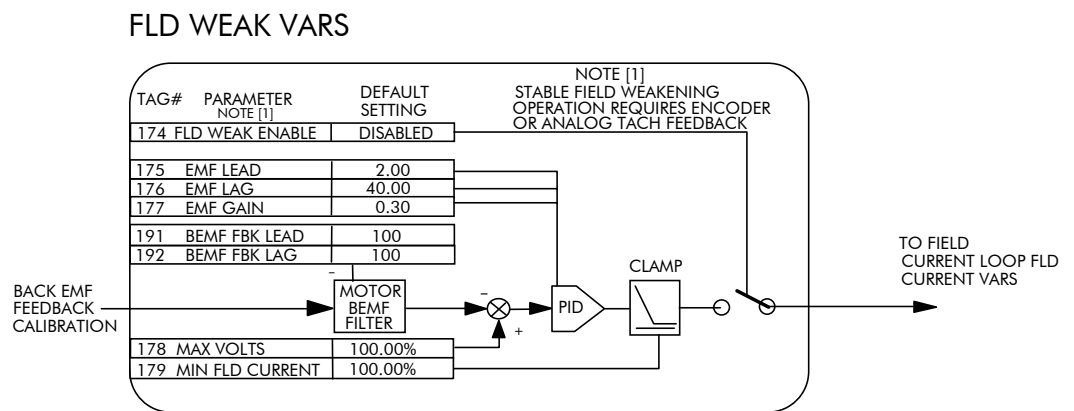 FLD WEAK VARS
NOTE [1]
STABLE FIELD WEAKENING
OPERATION REQUIRES ENCODER
OR ANALOG TACH FEEDBACK
TAG# PARAMETER DEFAULT
NOTE [1] SETTING
174 FLD WEAK ENABLE DISABLED
175 EMF LEAD 2.00
176 EMF LAG 40.00
177 EMF GAIN 0.30
191 BEMF FBK LEAD 100
192 BEMF FBK LAG 100
BACK EMF
FEEDBACK
CALIBRATION
–
MOTOR
BEMF
FILTER
–
+
PID
CLAMP
TO FIELD
CURRENT LOOP FLD
CURRENT VARS
178 MAX VOLTS 100.00%
179 MIN FLD CURRENT 100.00%